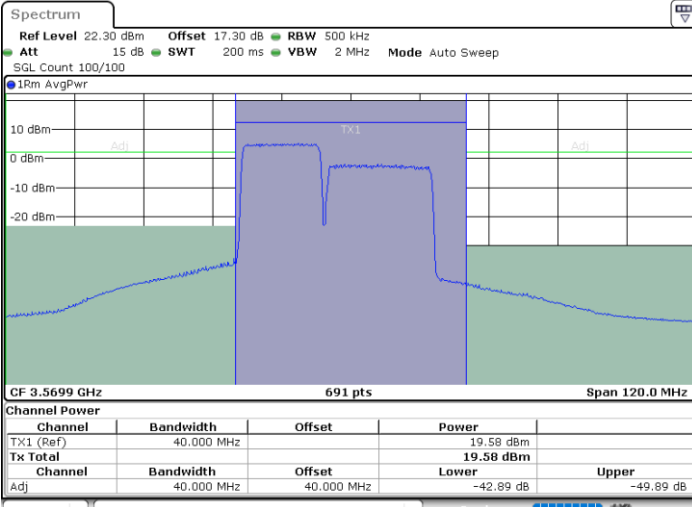 Spectrum
Ref Level 22.30 dBm Offset 17.30 dB RBW 500 kHz
Att 15 dB SWT 200 ms VBW 2 MHz Mode Auto Sweep
SGL Count 100/100
1Rm AvgPwr
10 dBm
Adj TX1 Adj
0 dBm
-10 dBm
-20 dBm
CF 3.5699 GHz 691 pts Span 120.0 MHz
Channel Power
Channel Bandwidth Offset Power
TX1 (Ref) 40.000 MHz 19.58 dBm
Tx Total 19.58 dBm
Channel Bandwidth Offset Lower Upper
Adj 40.000 MHz 40.000 MHz -42.89 dB -49.89 dB